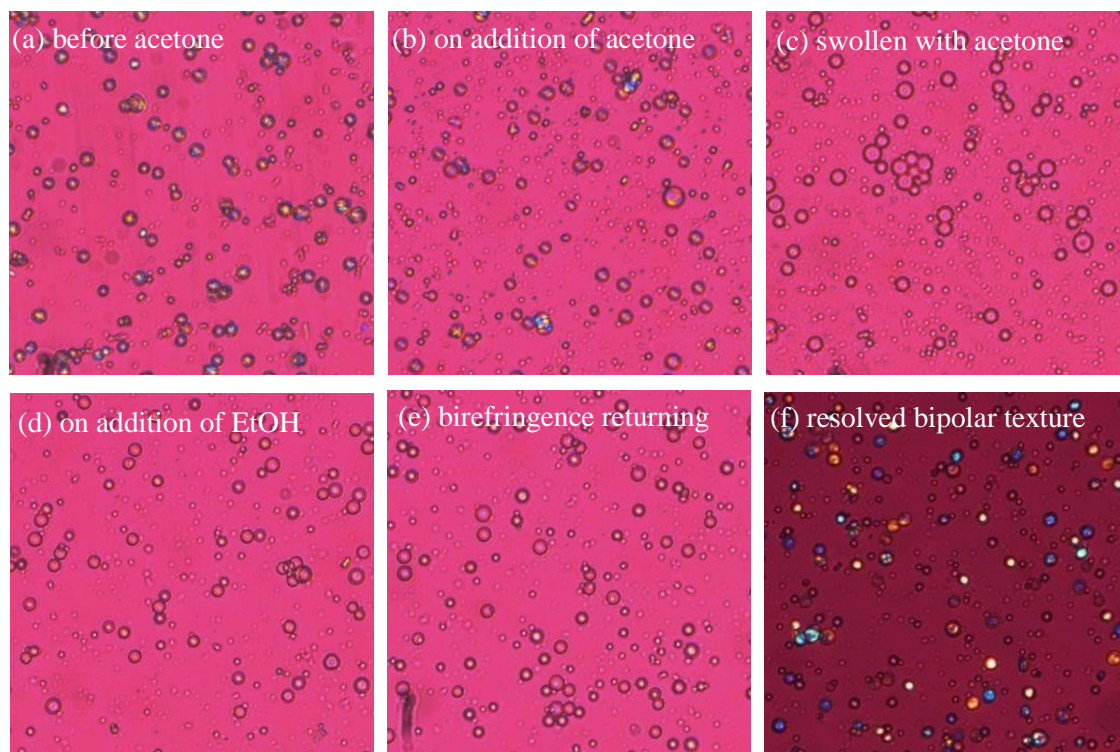 (a) before acetone
(b) on addition of acetone
(c) swollen with acetone
(d) on addition of EtOH
(e) birefringence returning
(f) resolved bipolar texture